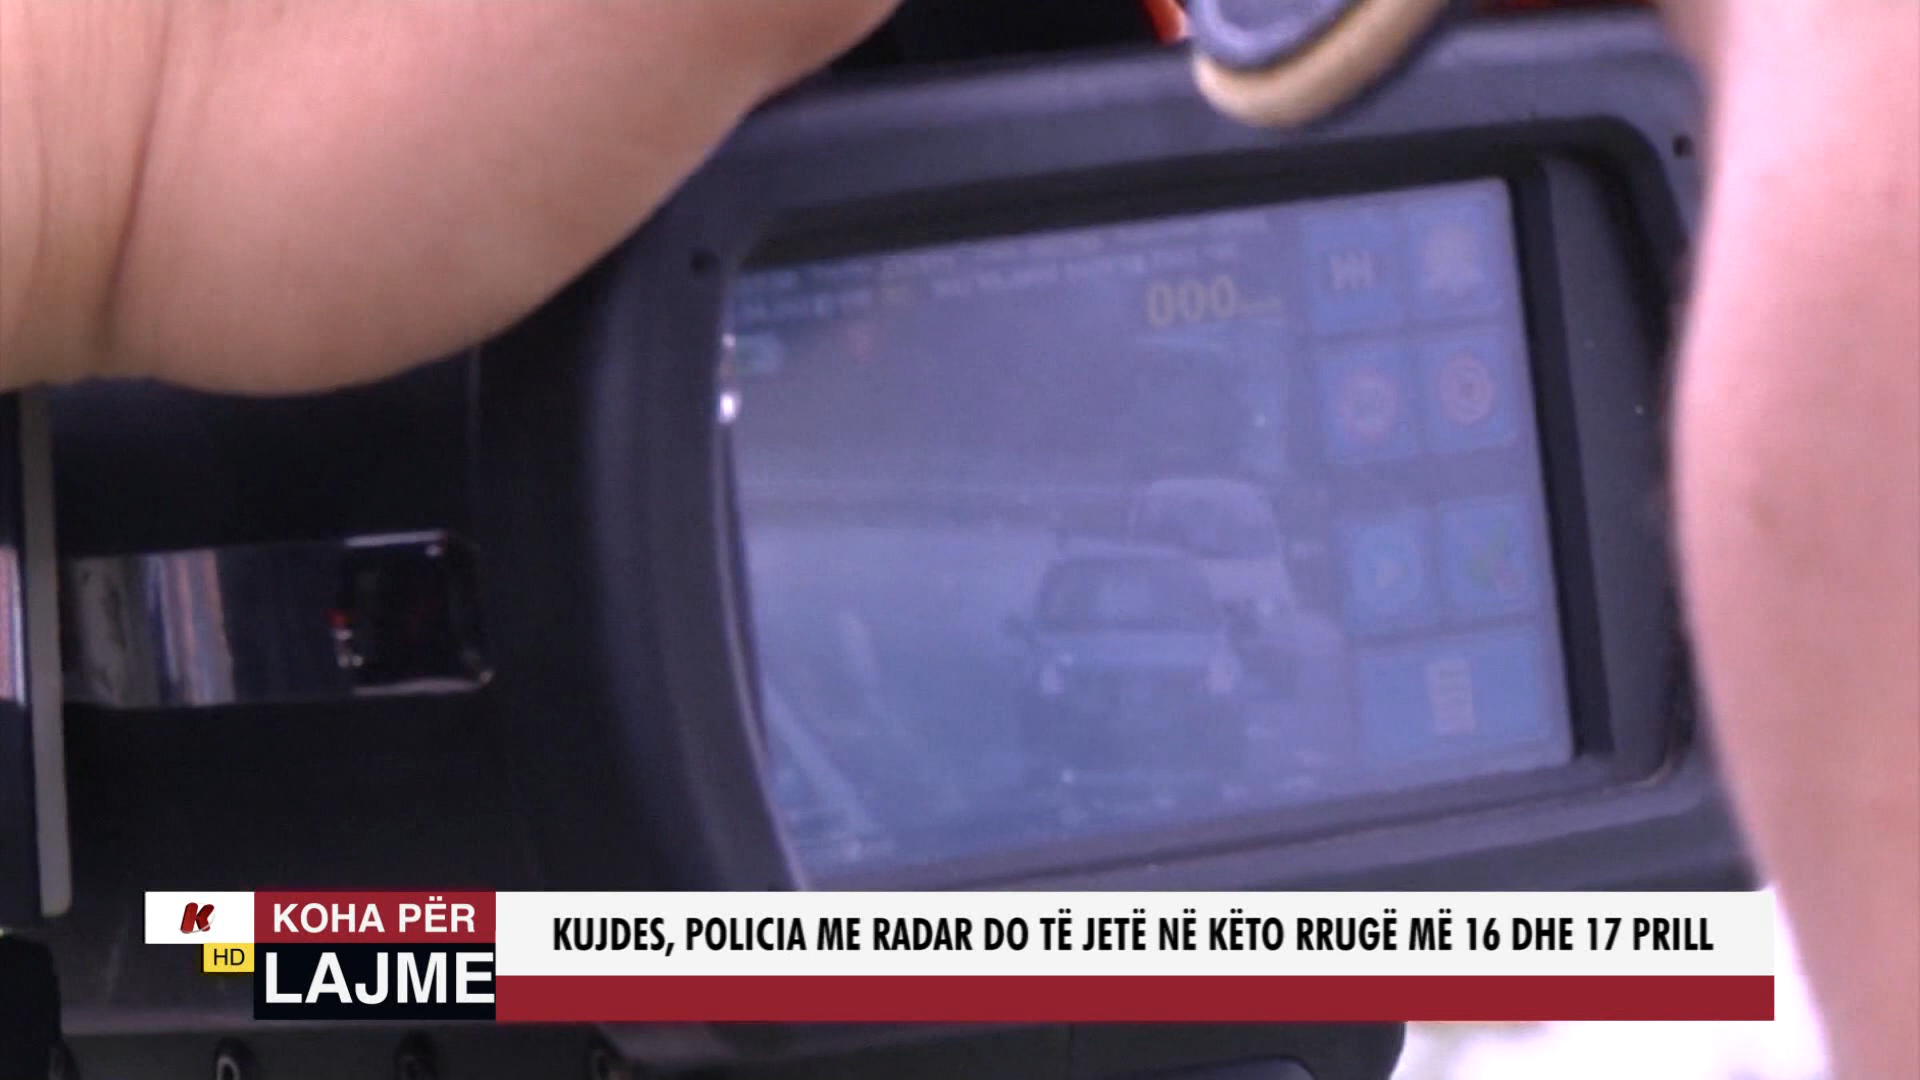 000
K
HD
KOHA PËR
LAJME
KUJDES, POLICIA ME RADAR DO TË JETË NË KËTO RRUGË MË 16 DHE 17 PRILL